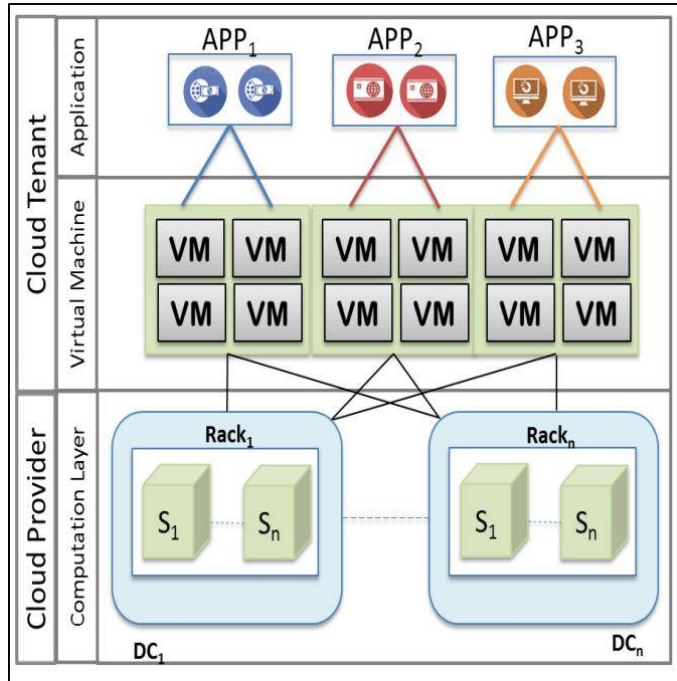 Cloud Tenant
Application
APP1 APP2 APP3
Virtual Machine
VM VM VM VM VM VM
VM VM VM VM VM VM
Cloud Provider
Computation Layer
Rack1 Rackn
S1 Sn S1 Sn
DC1 DCn